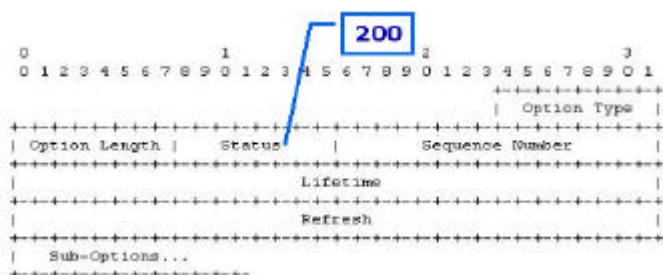 200
0 1 2 3
0 1 2 3 4 5 6 7 8 9 0 1 2 3 4 5 6 7 8 9 0 1 2 3 4 5 6 7 8 9 0 1
+-+-+-+-+-+-+-+-+
| Option Type |
+-+-+-+-+-+-+-+-+-+-+-+-+-+-+-+-+-+-+-+-+-+-+-+-+-+-+-+-+-+-+-+-+
| Option Length | Status | Sequence Number |
+-+-+-+-+-+-+-+-+-+-+-+-+-+-+-+-+-+-+-+-+-+-+-+-+-+-+-+-+-+-+-+-+
| Lifetime |
+-+-+-+-+-+-+-+-+-+-+-+-+-+-+-+-+-+-+-+-+-+-+-+-+-+-+-+-+-+-+-+-+
| Refresh |
+-+-+-+-+-+-+-+-+-+-+-+-+-+-+-+-+-+-+-+-+-+-+-+-+-+-+-+-+-+-+-+-+
| Sub-Options...
+-+-+-+-+-+-+-+-+-+-+-+-